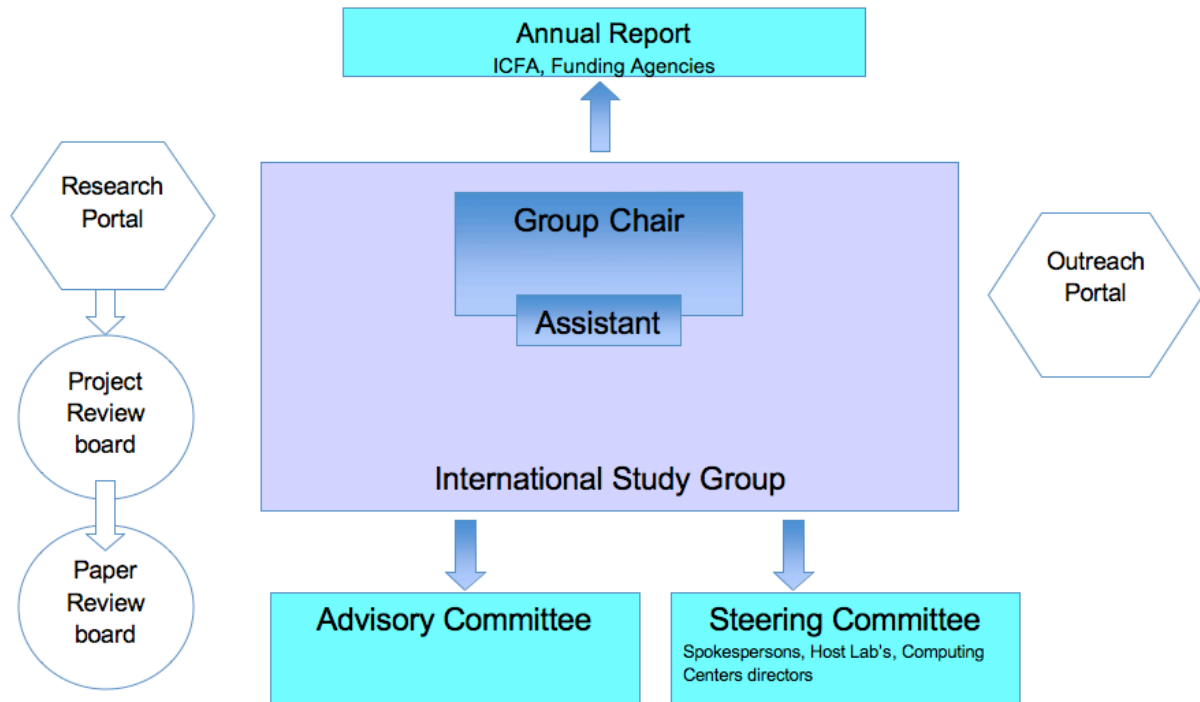 Annual Report
ICFA, Funding Agencies
Research
Portal
Group Chair
Assistant
Outreach
Portal
Project
Review
board
International Study Group
Paper
Review
board
Advisory Committee
Steering Committee
Spokespersons, Host Lab's, Computing
Centers directors